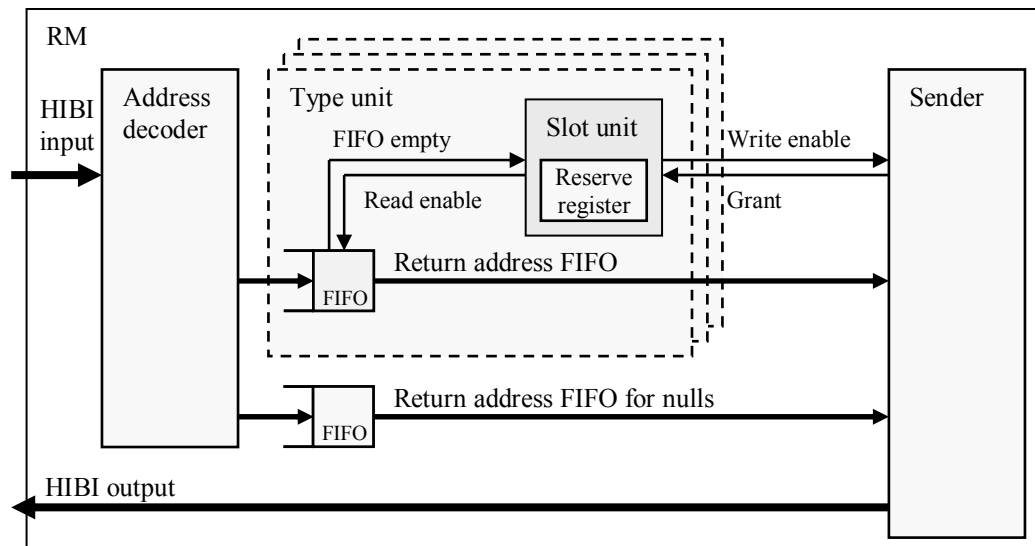 RM
HIBI
input
Address
decoder
Type unit
FIFO empty
Read enable
Slot unit
Reserve
register
Write enable
Grant
Sender
Return address FIFO
FIFO
Return address FIFO for nulls
FIFO
HIBI output